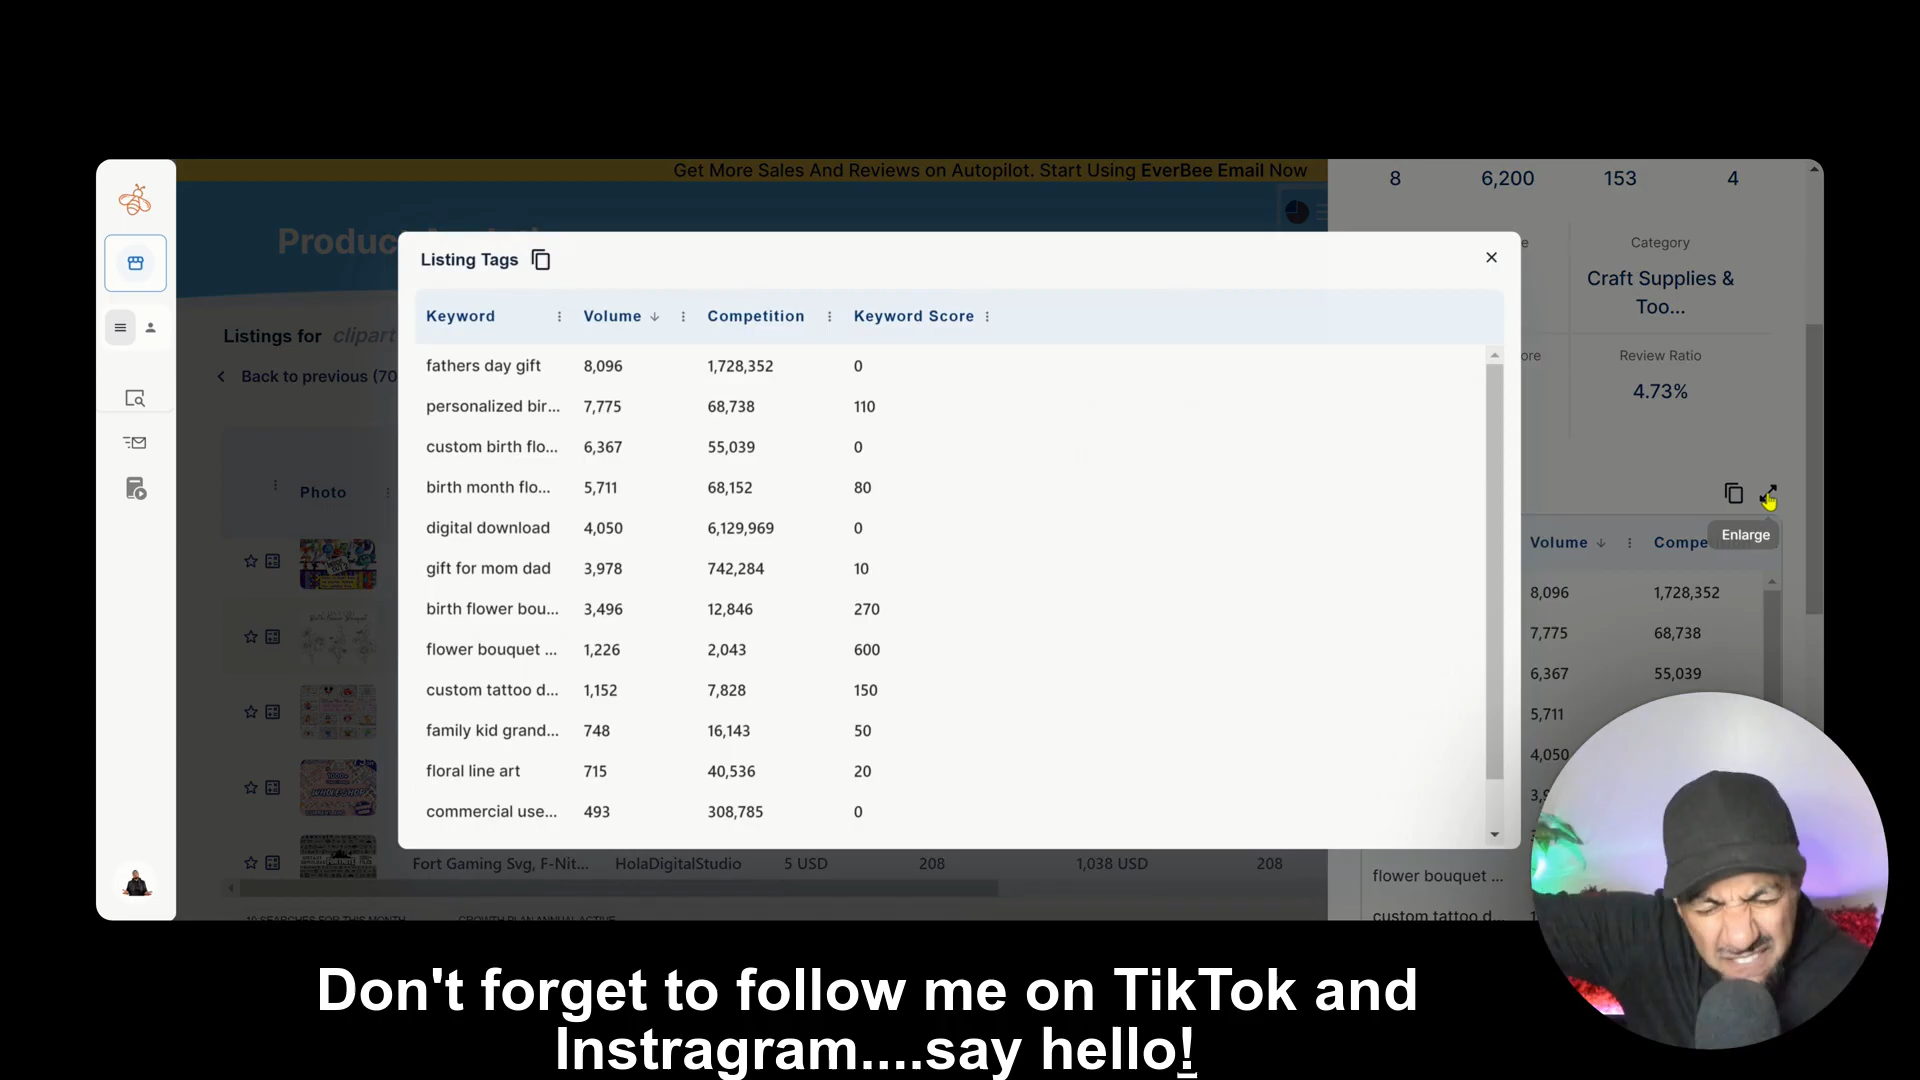 Get More Sales And Reviews on Autopilot. Start Using EverBee Email Now
8 6,200 153 4
Category
Craft Supplies &
Too...
Review Ratio
4.73%
Listings for clipart
Back to previous (70
Photo
Listing Tags
Keyword Volume Competition Keyword Score
fathers day gift 8,096 1,728,352 0
personalized bir... 7,775 68,738 110
custom birth flo... 6,367 55,039 0
birth month flo... 5,711 68,152 80
digital download 4,050 6,129,969 0
gift for mom dad 3,978 742,284 10
birth flower bou... 3,496 12,846 270
flower bouquet ... 1,226 2,043 600
custom tattoo d... 1,152 7,828 150
family kid grand... 748 16,143 50
floral line art 715 40,536 20
commercial use... 493 308,785 0
Enlarge
Volume
8,096 1,728,352
7,775 68,738
6,367 55,039
5,711
4,050
flower bouquet ...
custom tattoo d...
Fort Gaming Svg, F-Nit... HolaDigitalStudio 5 USD 208 1,038 USD 208
Don't forget to follow me on TikTok and
Instragram....say hello!